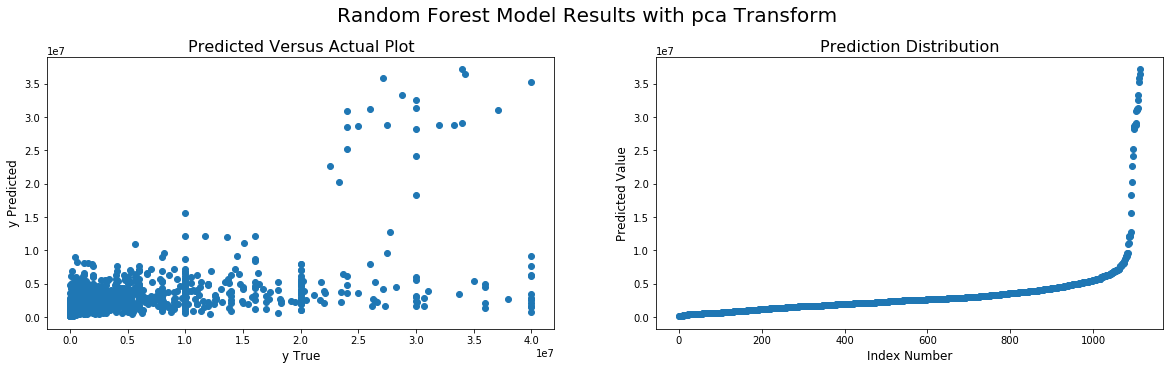 Random Forest Model Results with pca Transform
Predicted Versus Actual Plot
1e7
y Predicted
3.5
3.0
2.5
2.0
1.5
1.0
0.5
0.0
0.0 0.5 1.0 1.5 2.0 2.5 3.0 3.5 4.0
1e7
y True
Prediction Distribution
1e7
Predicted Value
3.5
3.0
2.5
2.0
1.5
1.0
0.5
0.0
0 200 400 600 800 1000
Index Number